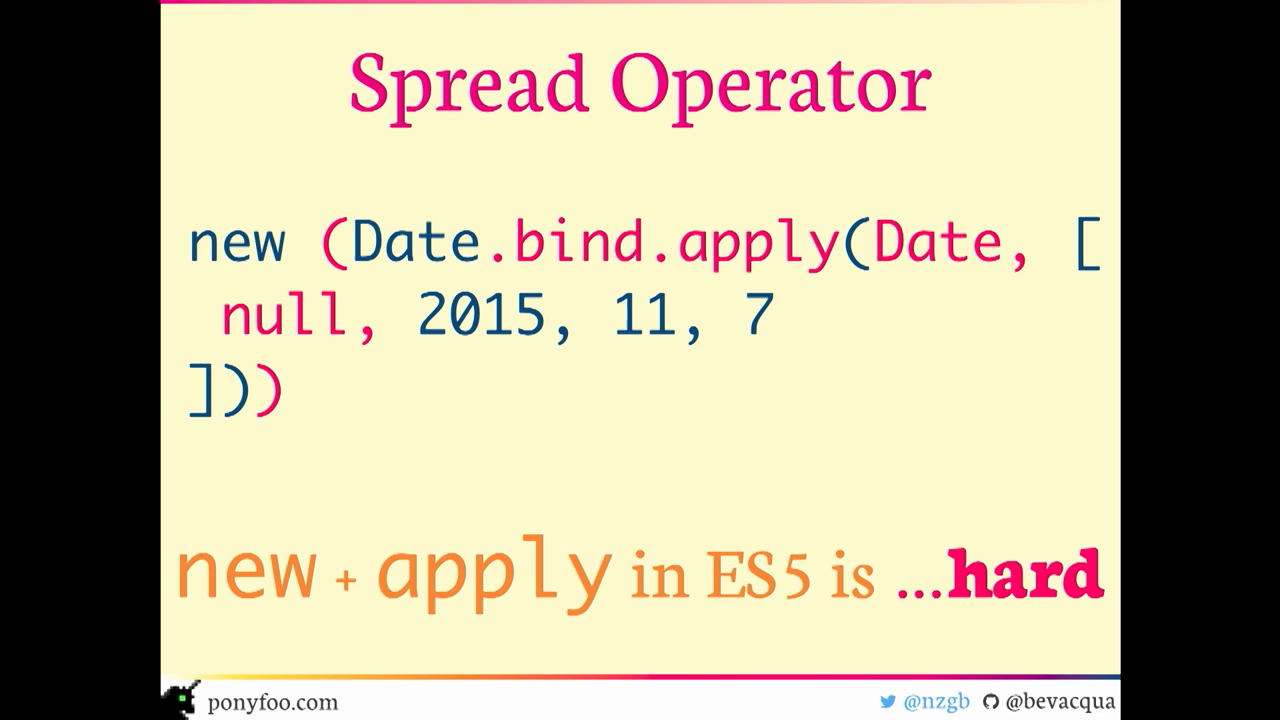 Spread Operator
new (Date.bind.apply(Date, [
null, 2015, 11, 7
]))
new + apply in ES5 is ...hard
ponyfoo.com @nzgb @bevacqua